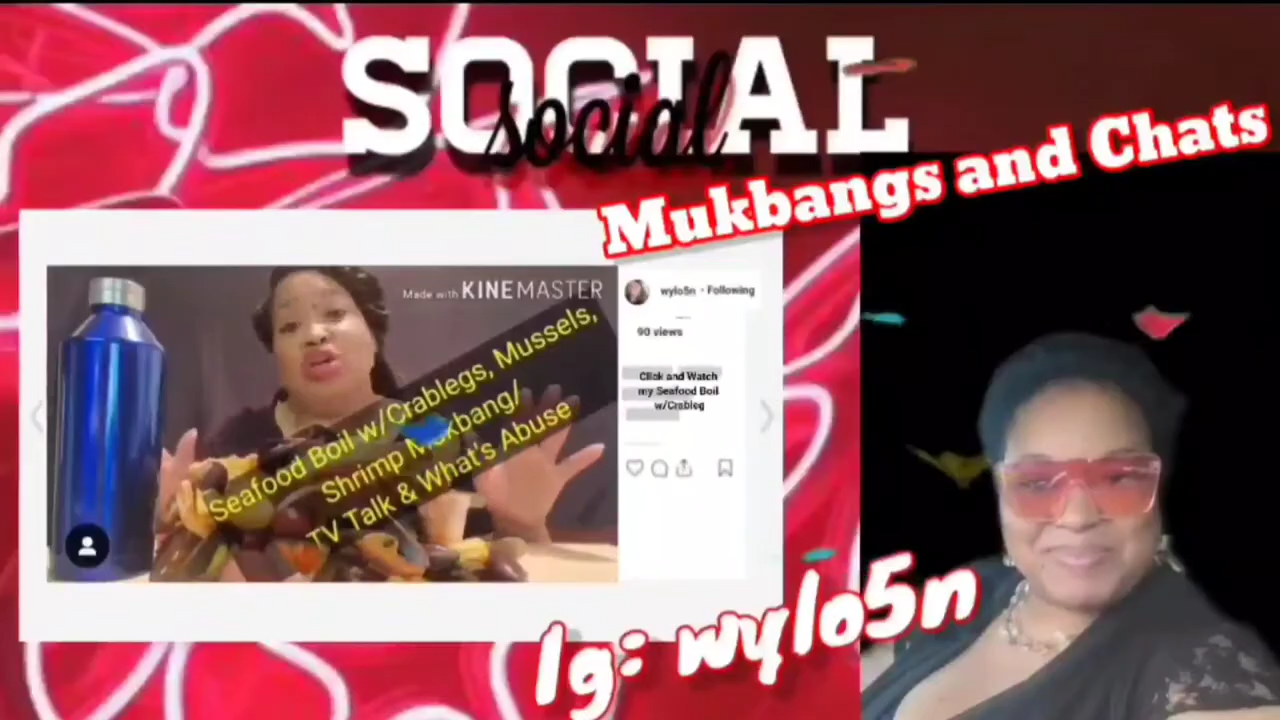 SOCIAL
social
Mukbangs and Chats
Made with KINEMASTER
wylo5n • Following
90 views
Click and Watch
my Seafood Boil
w/Crableg
Seafood Boil w/Crablegs, Mussels,
Shrimp Mukbang/
TV Talk & What's Abuse
Ig: wylo5n